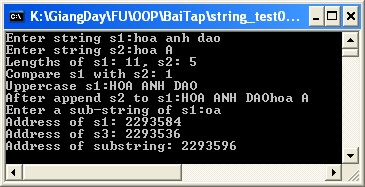 K:\GiangDay\FU\OOP\BaiTap\string_test0...
Enter string s1:hoa anh dao
Enter string s2:hoa A
Lengths of s1: 11, s2: 5
Compare s1 with s2: 1
Uppercase s1:HOA ANH DAO
After append s2 to s1:HOA ANH DAOhoa A
Enter a sub-string of s1:oa
Address of s1: 2293584
Address of s3: 2293536
Address of substring: 2293596